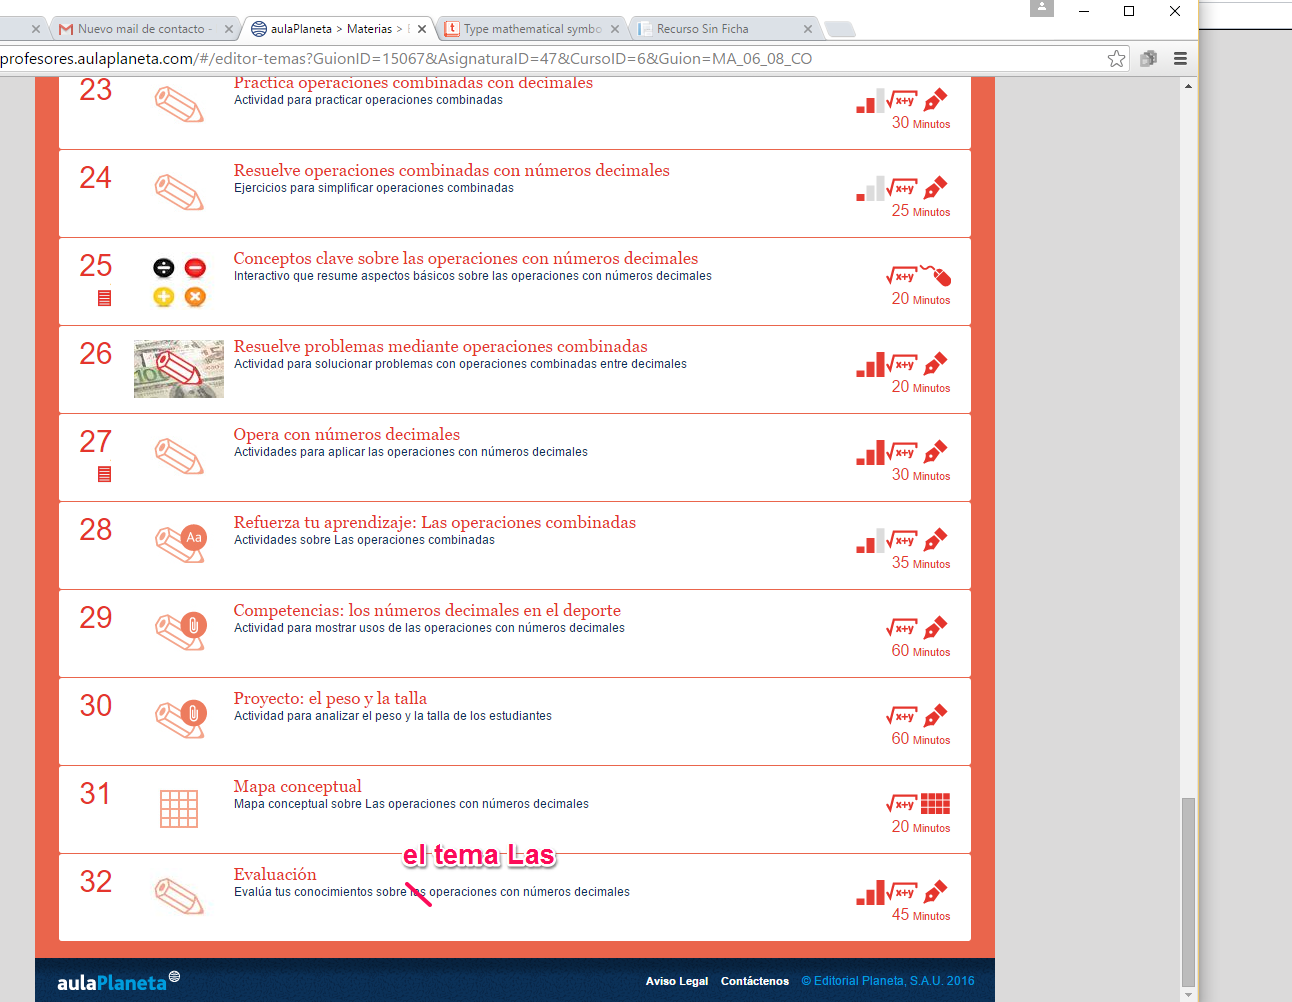 Nuevo mail de contacto -
aulaPlaneta > Materias >
Type mathematical symbo
Recurso Sin Ficha
profesores.aulaplaneta.com/#/editor-temas?GuionID=15067&AsignaturaID=47&CursoID=6&Guion=MA_06_08_CO
23
Practica operaciones combinadas con decimales
Actividad para practicar operaciones combinadas
√x+y
30 Minutos
24
Resuelve operaciones combinadas con números decimales
Ejercicios para simplificar operaciones combinadas
√x+y
25 Minutos
25
Conceptos clave sobre las operaciones con números decimales
Interactivo que resume aspectos básicos sobre las operaciones con números decimales
√x+y
20 Minutos
26
100
Resuelve problemas mediante operaciones combinadas
Actividad para solucionar problemas con operaciones combinadas entre decimales
√x+y
20 Minutos
27
Opera con números decimales
Actividades para aplicar las operaciones con números decimales
√x+y
30 Minutos
28
Aa
Refuerza tu aprendizaje: Las operaciones combinadas
Actividades sobre Las operaciones combinadas
√x+y
35 Minutos
29
Competencias: los números decimales en el deporte
Actividad para mostrar usos de las operaciones con números decimales
√x+y
60 Minutos
30
Proyecto: el peso y la talla
Actividad para analizar el peso y la talla de los estudiantes
√x+y
60 Minutos
31
Mapa conceptual
Mapa conceptual sobre Las operaciones con números decimales
√x+y
20 Minutos
el tema Las
32
Evaluación
Evalúa tus conocimientos sobre las operaciones con números decimales
√x+y
45 Minutos
aulaPlaneta
Aviso Legal Contáctenos © Editorial Planeta, S.A.U. 2016